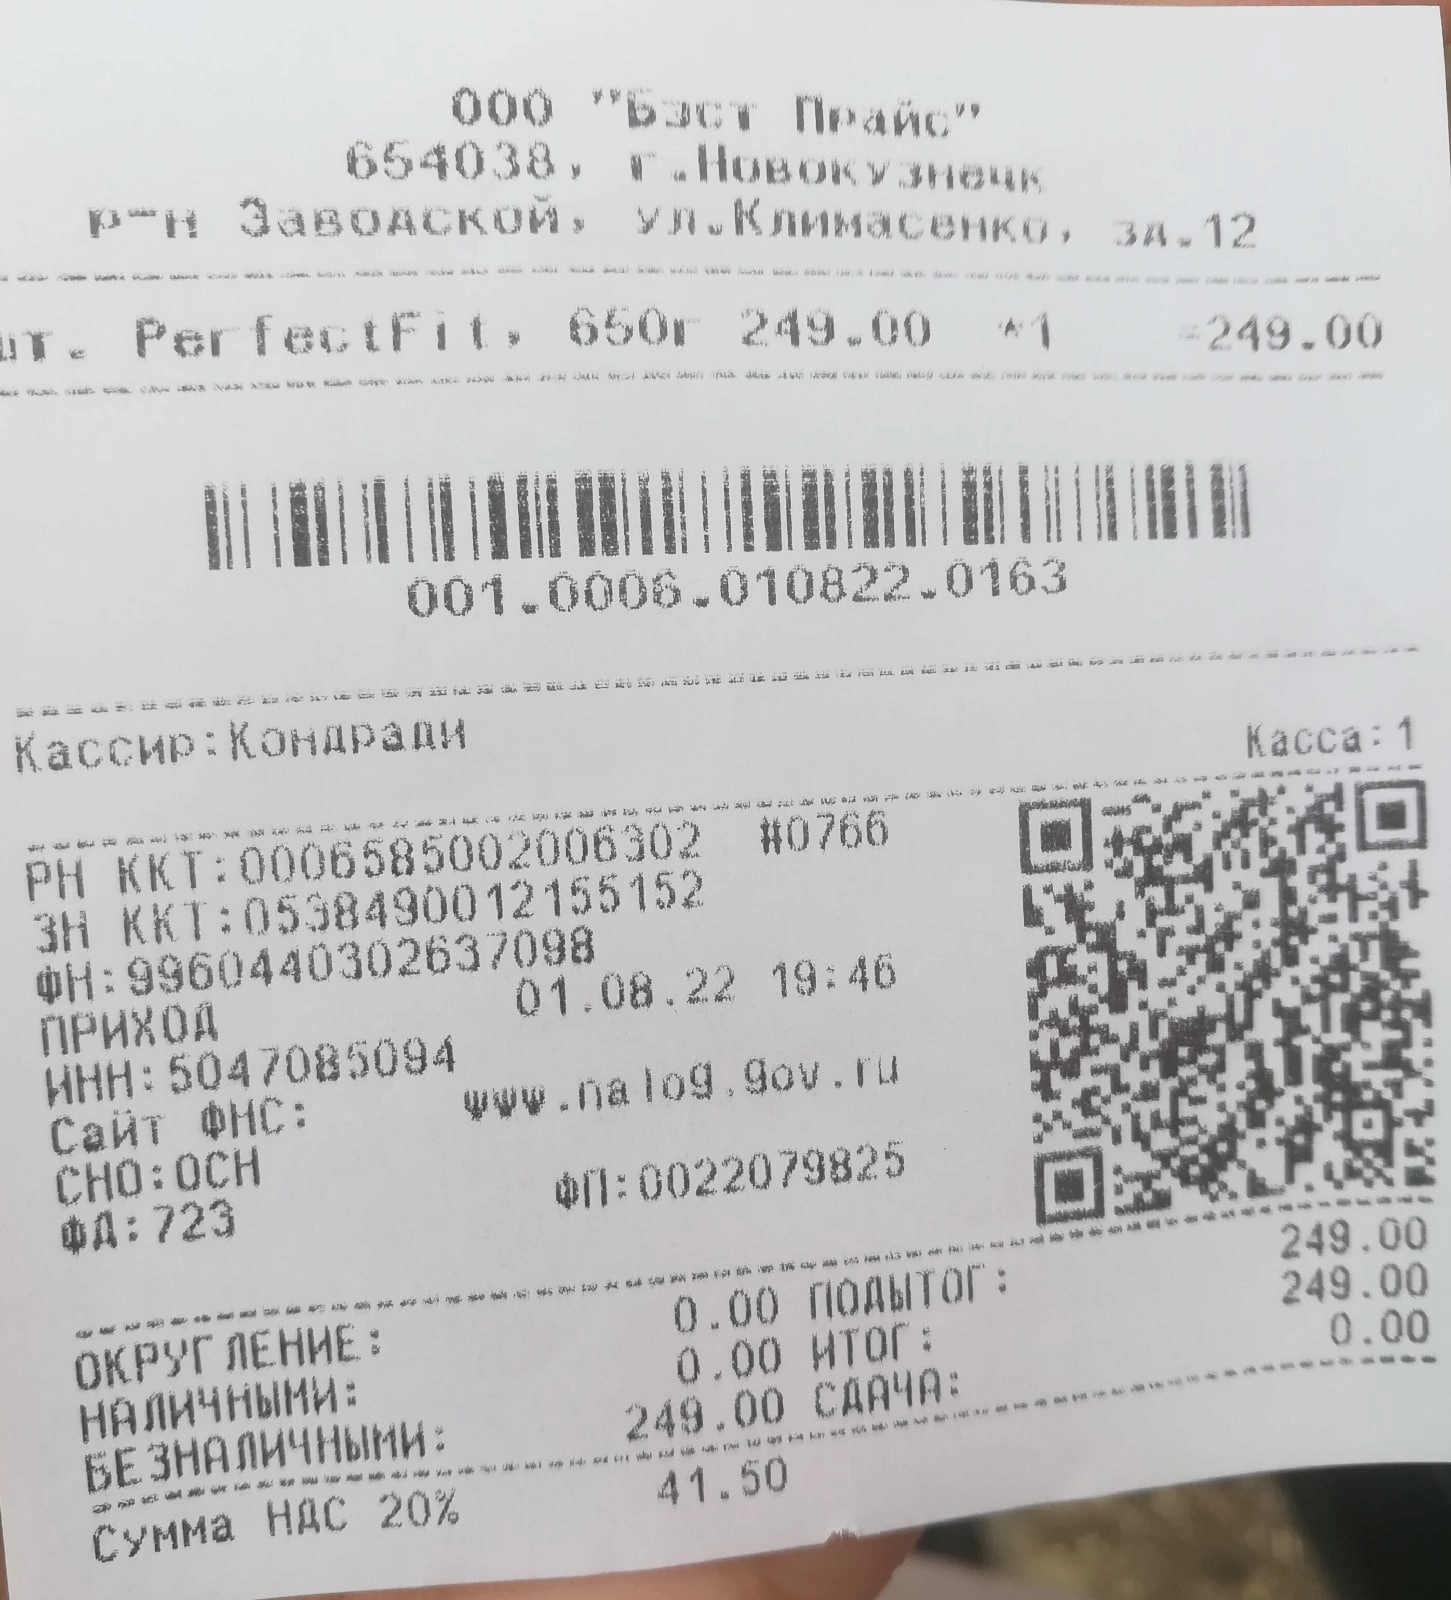 ООО "Бэст Прайс"
654038, г.Новокузнецк
р-н Заводской, ул.Климасенко, зд.12
шт. PerfectFit, 650г 249.00 *1 =249.00
001.0006.010822.0163
Кассир:Кондради Касса:1
РН ККТ:0006585002006302 #0766
ЗН ККТ:0538490012155152
ФН:9960440302637098
ПРИХОД 01.08.22 19:46
ИНН:5047085094
Сайт ФНС: www.nalog.gov.ru
СНО:ОСН
ФД:723 ФП:0022079825
ОКРУГЛЕНИЕ: 0.00 ПОДЫТОГ: 249.00
НАЛИЧНЫМИ: 0.00 ИТОГ: 249.00
БЕЗНАЛИЧНЫМИ: 249.00 СДАЧА: 0.00
Сумма НДС 20% 41.50